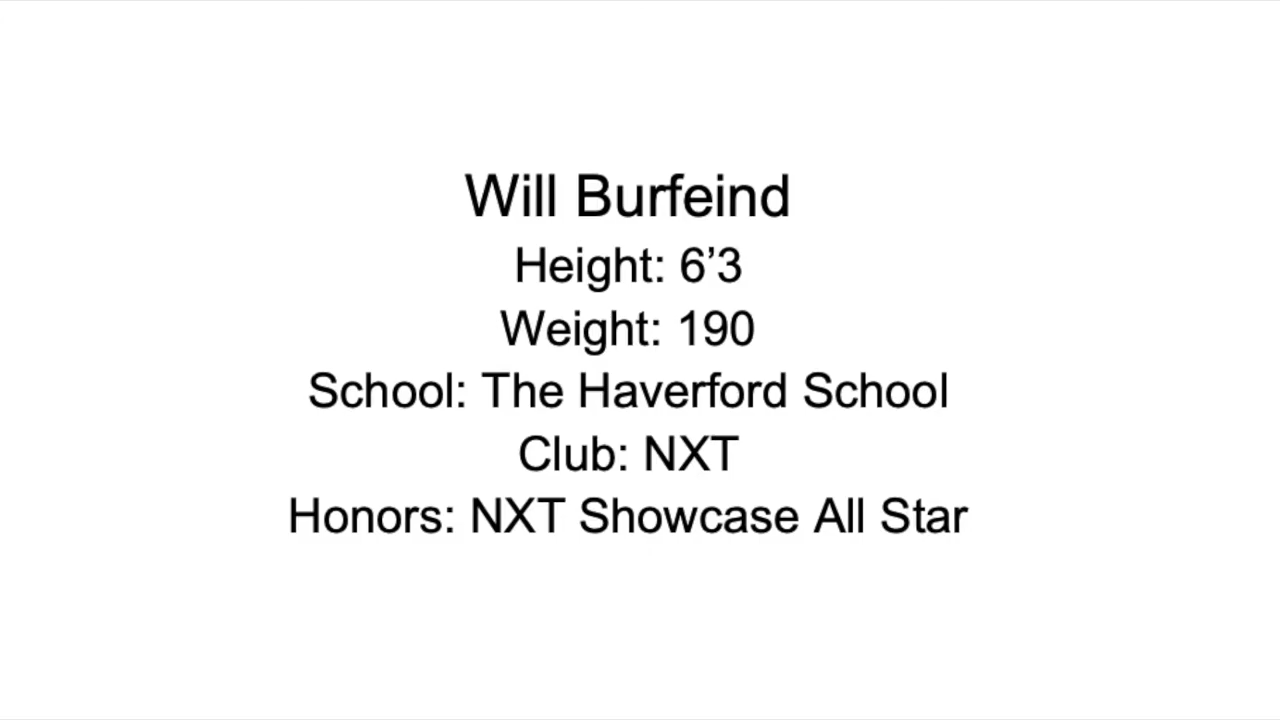 Will Burfeind
Height: 6’3
Weight: 190
School: The Haverford School
Club: NXT
Honors: NXT Showcase All Star